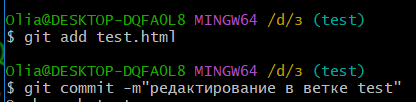 Olia@DESKTOP-DQFAOL8 MINGW64 /d/з (test)
$ git add test.html
Olia@DESKTOP-DQFAOL8 MINGW64 /d/з (test)
$ git commit -m"редактирование в ветке test"